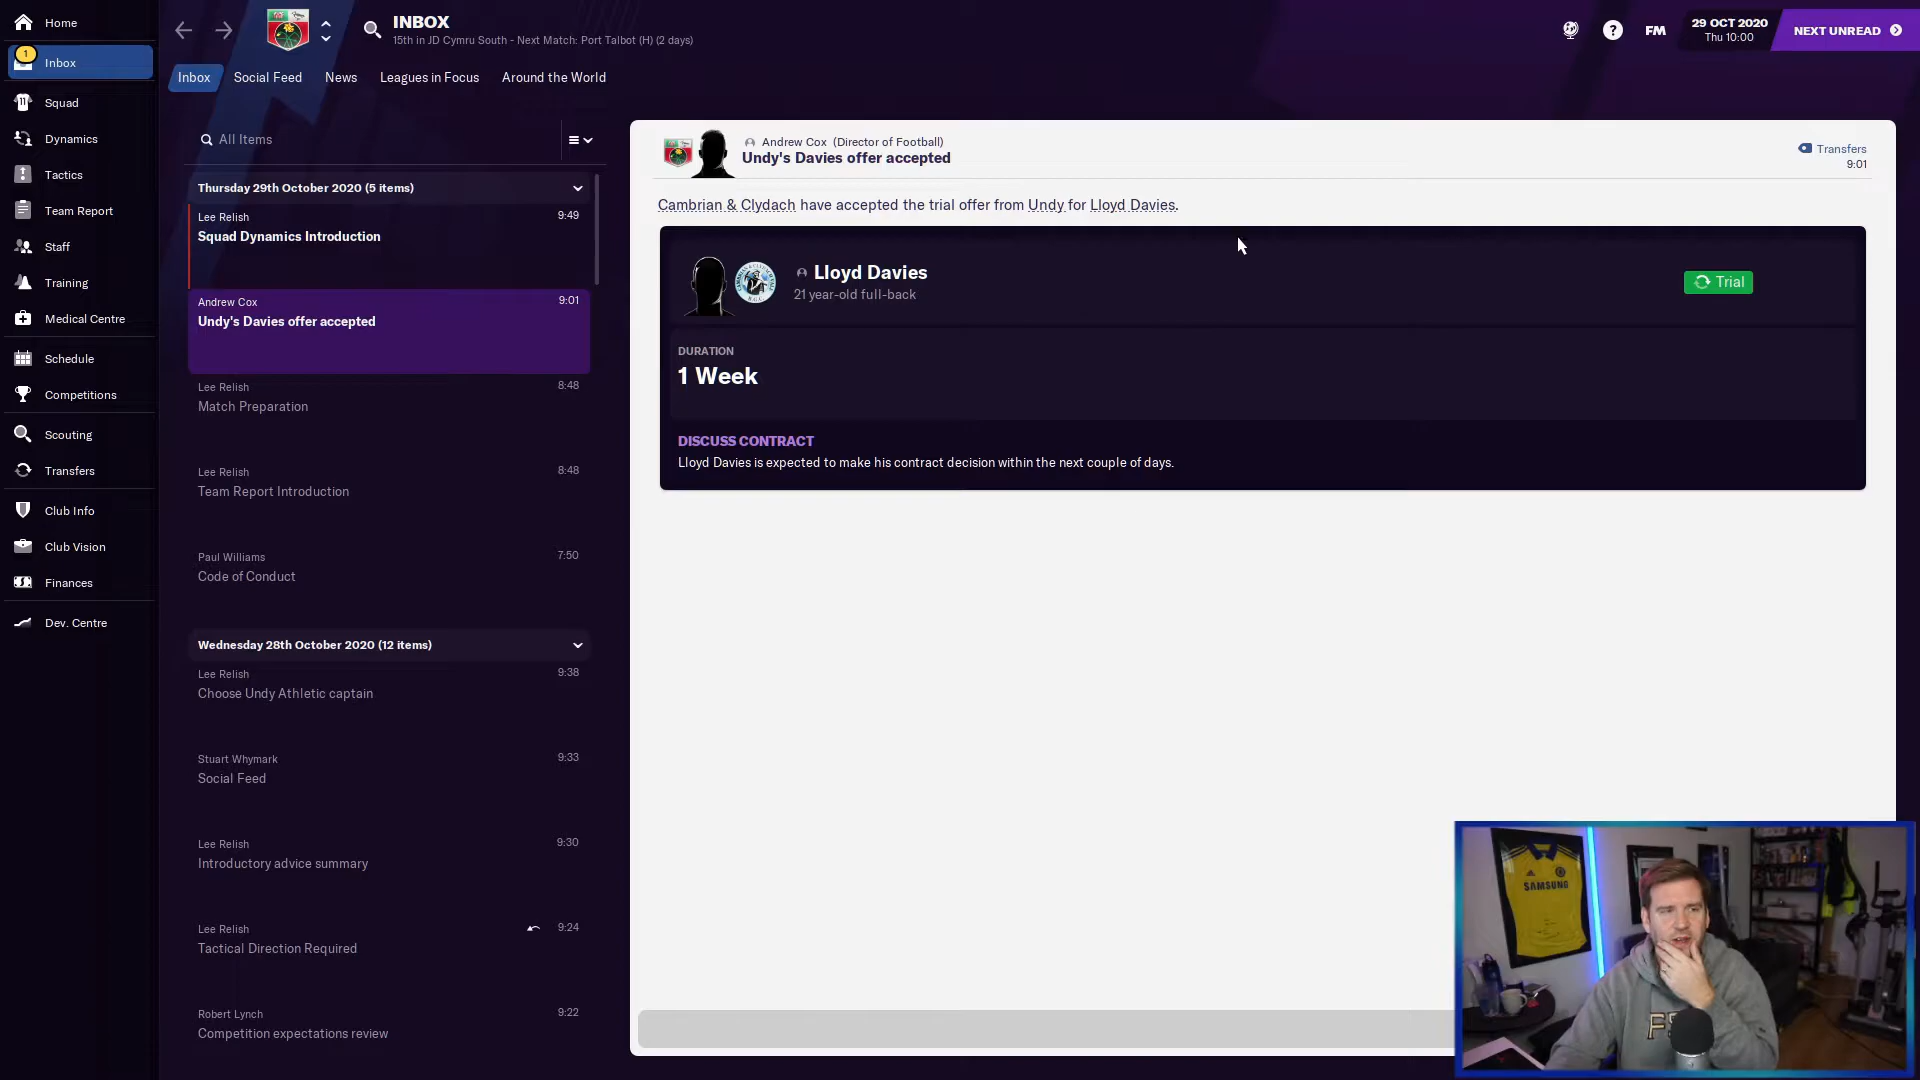 Home
1
Inbox
Squad
Dynamics
Tactics
Team Report
Staff
Training
Medical Centre
Schedule
Competitions
Scouting
Transfers
Club Info
Club Vision
Finances
Dev. Centre
INBOX
15th in JD Cymru South - Next Match: Port Talbot (H) (2 days)
FM
29 OCT 2020
Thu 10:00
NEXT UNREAD
Inbox
Social Feed
News
Leagues in Focus
Around the World
All Items
Thursday 29th October 2020 (5 items)
Lee Relish 9:49
Squad Dynamics Introduction
Andrew Cox 9:01
Undy's Davies offer accepted
Lee Relish 8:48
Match Preparation
Lee Relish 8:48
Team Report Introduction
Paul Williams 7:50
Code of Conduct
Wednesday 28th October 2020 (12 items)
Lee Relish 9:38
Choose Undy Athletic captain
Stuart Whymark 9:33
Social Feed
Lee Relish 9:30
Introductory advice summary
Lee Relish 9:24
Tactical Direction Required
Robert Lynch 9:22
Competition expectations review
Andrew Cox (Director of Football)
Undy's Davies offer accepted
Transfers
9:01
Cambrian & Clydach have accepted the trial offer from Undy for Lloyd Davies.
Lloyd Davies
21 year-old full-back
Trial
DURATION
1 Week
DISCUSS CONTRACT
Lloyd Davies is expected to make his contract decision within the next couple of days.
SAMSUNG